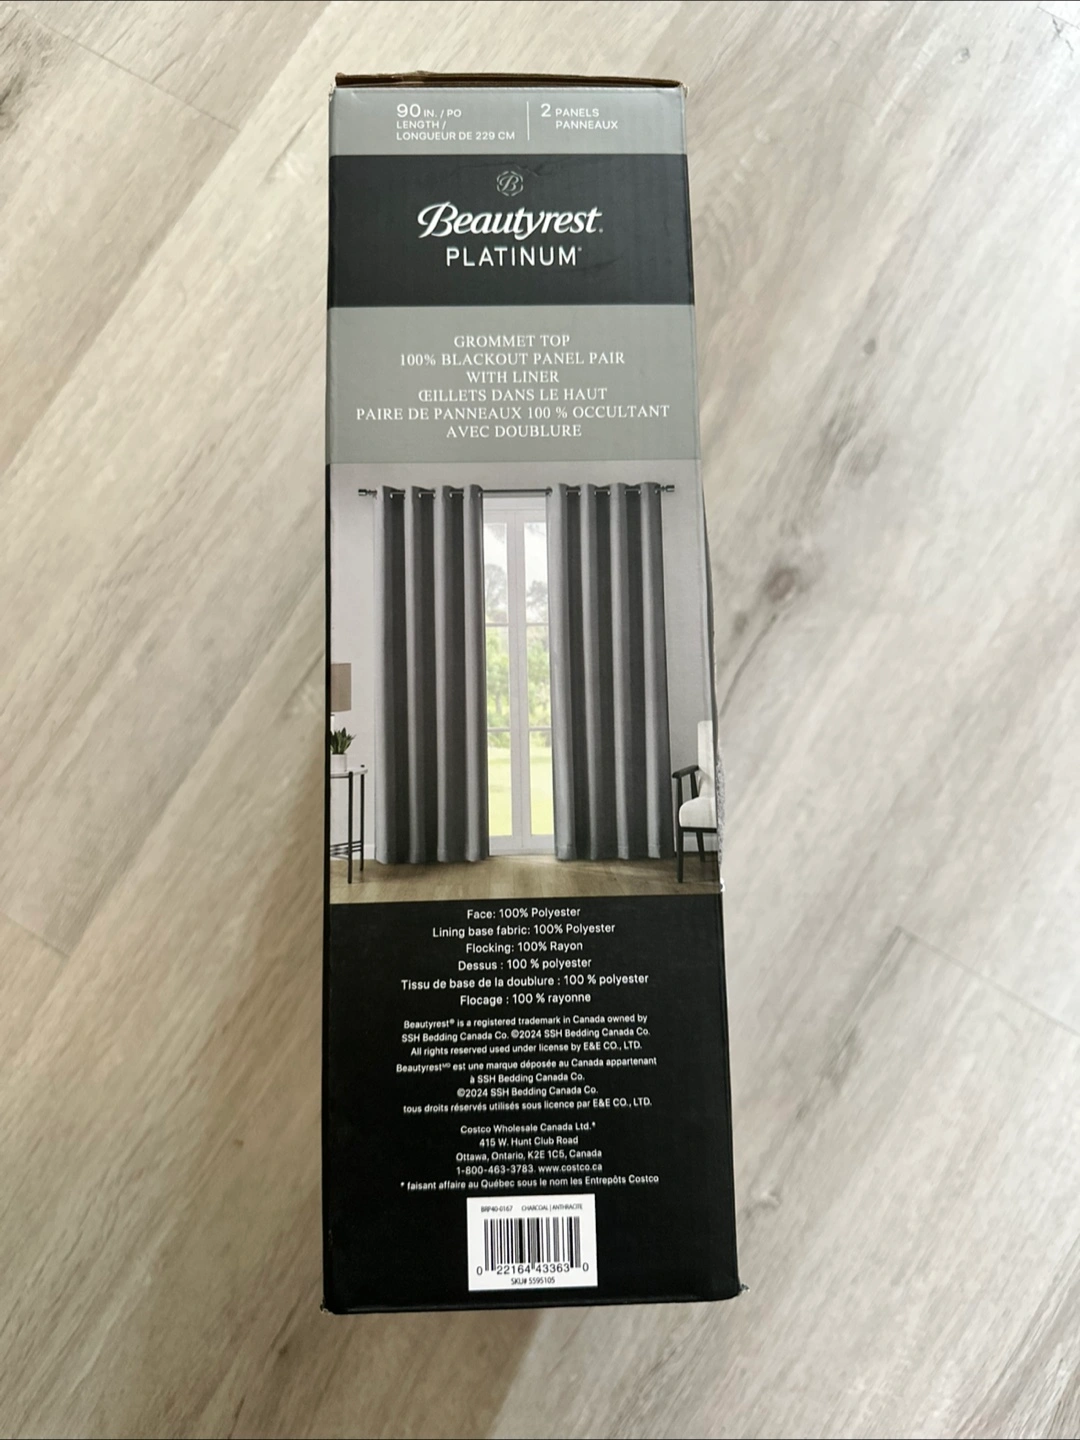 90 IN. / PO
LENGTH /
LONGUEUR DE 229 CM
2 PANELS
PANNEAUX
B
Beautyrest®
PLATINUM®
GROMMET TOP
100% BLACKOUT PANEL PAIR
WITH LINER
ŒILLETS DANS LE HAUT
PAIRE DE PANNEAUX 100 % OCCULTANT
AVEC DOUBLURE
Face: 100% Polyester
Lining base fabric: 100% Polyester
Flocking: 100% Rayon
Dessus : 100 % polyester
Tissu de base de la doublure : 100 % polyester
Flocage : 100 % rayonne
Beautyrest® is a registered trademark in Canada owned by
SSH Bedding Canada Co. ©2024 SSH Bedding Canada Co.
All rights reserved used under license by E&E CO., LTD.
Beautyrest MD est une marque déposée au Canada appartenant
à SSH Bedding Canada Co.
©2024 SSH Bedding Canada Co.
tous droits réservés utilisés sous licence par E&E CO., LTD.
Costco Wholesale Canada Ltd.*
415 W. Hunt Club Road
Ottawa, Ontario, K2E 1C5, Canada
1-800-463-3783 www.costco.ca
* faisant affaire au Québec sous le nom les Entrepôts Costco
BRP40-0167 CHARCOAL | ANTHRACITE
0 22164 43363 0
SKU# 5595105